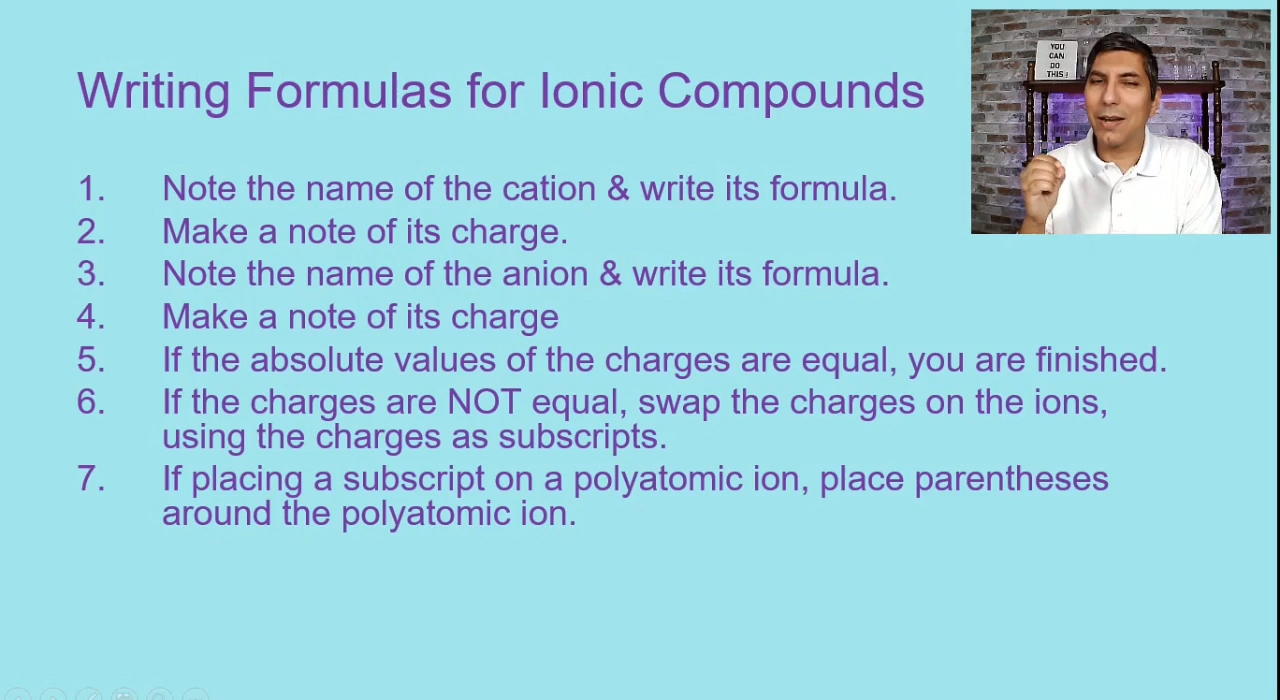 Writing Formulas for Ionic Compounds
YOU
CAN
DO
THIS!
1. Note the name of the cation & write its formula.
2. Make a note of its charge.
3. Note the name of the anion & write its formula.
4. Make a note of its charge
5. If the absolute values of the charges are equal, you are finished.
6. If the charges are NOT equal, swap the charges on the ions,
using the charges as subscripts.
7. If placing a subscript on a polyatomic ion, place parentheses
around the polyatomic ion.